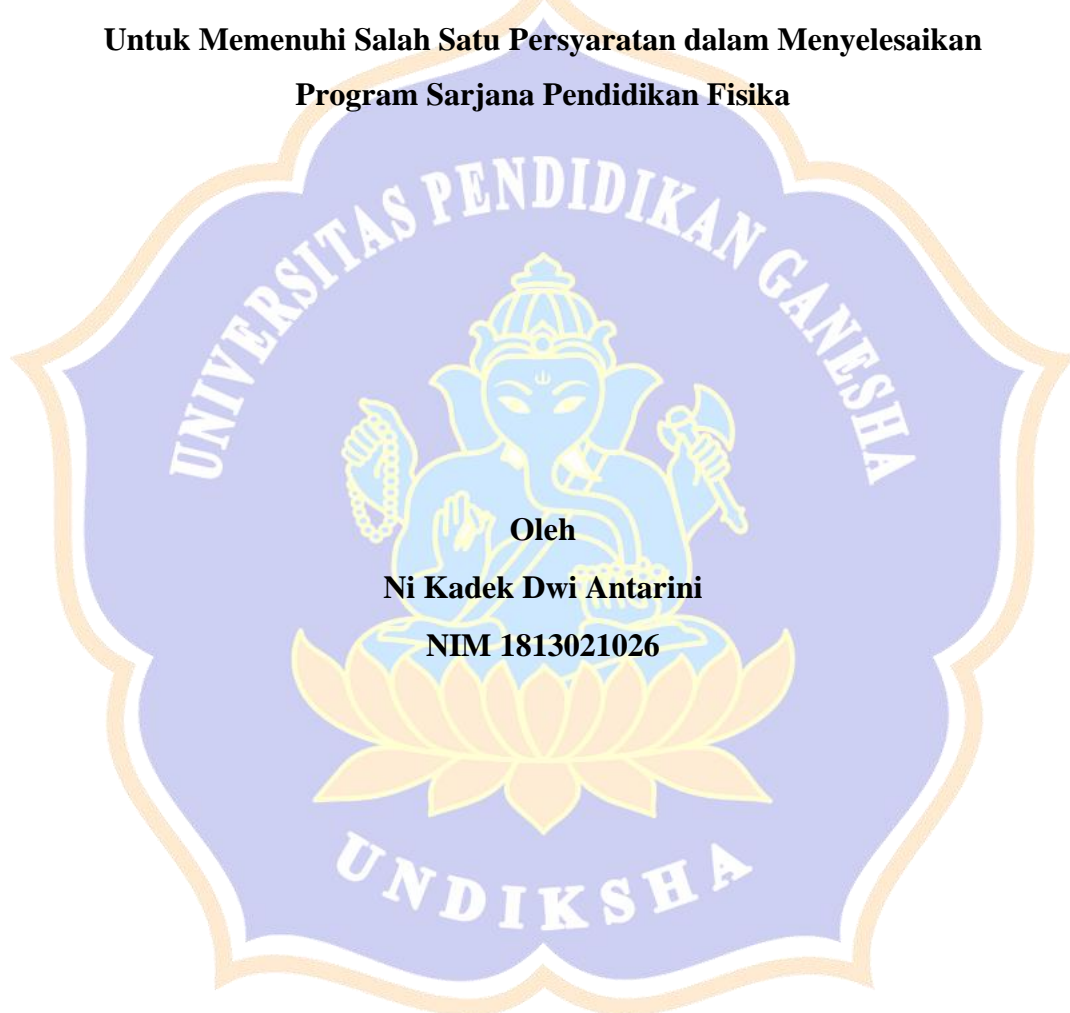 Untuk Memenuhi Salah Satu Persyaratan dalam Menyelesaikan
Program Sarjana Pendidikan Fisika
UNIVERSITAS PENDIDIKAN GANESHA
Oleh
Ni Kadek Dwi Antarini
NIM 1813021026
UNDIKSHA